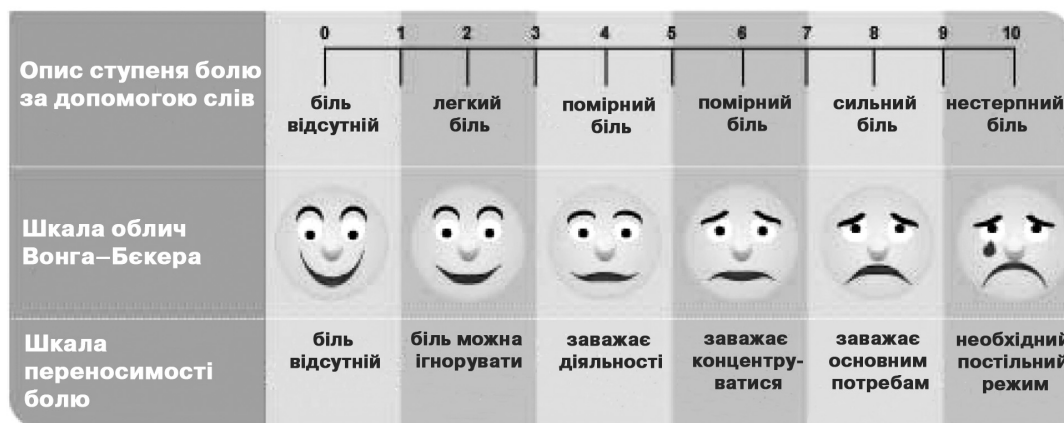 0 1 2 3 4 5 6 7 8 9 10
Опис ступеня болю
за допомогою слів
біль
відсутній
легкий
біль
помірний
біль
помірний
біль
сильний
біль
нестерпний
біль
Шкала облич
Вонга–Бєкера
Шкала
переносимості
болю
біль
відсутній
біль можна
ігнорувати
заважає
діяльності
заважає
концентру-
ватися
заважає
основним
потребам
необхідний
постільний
режим